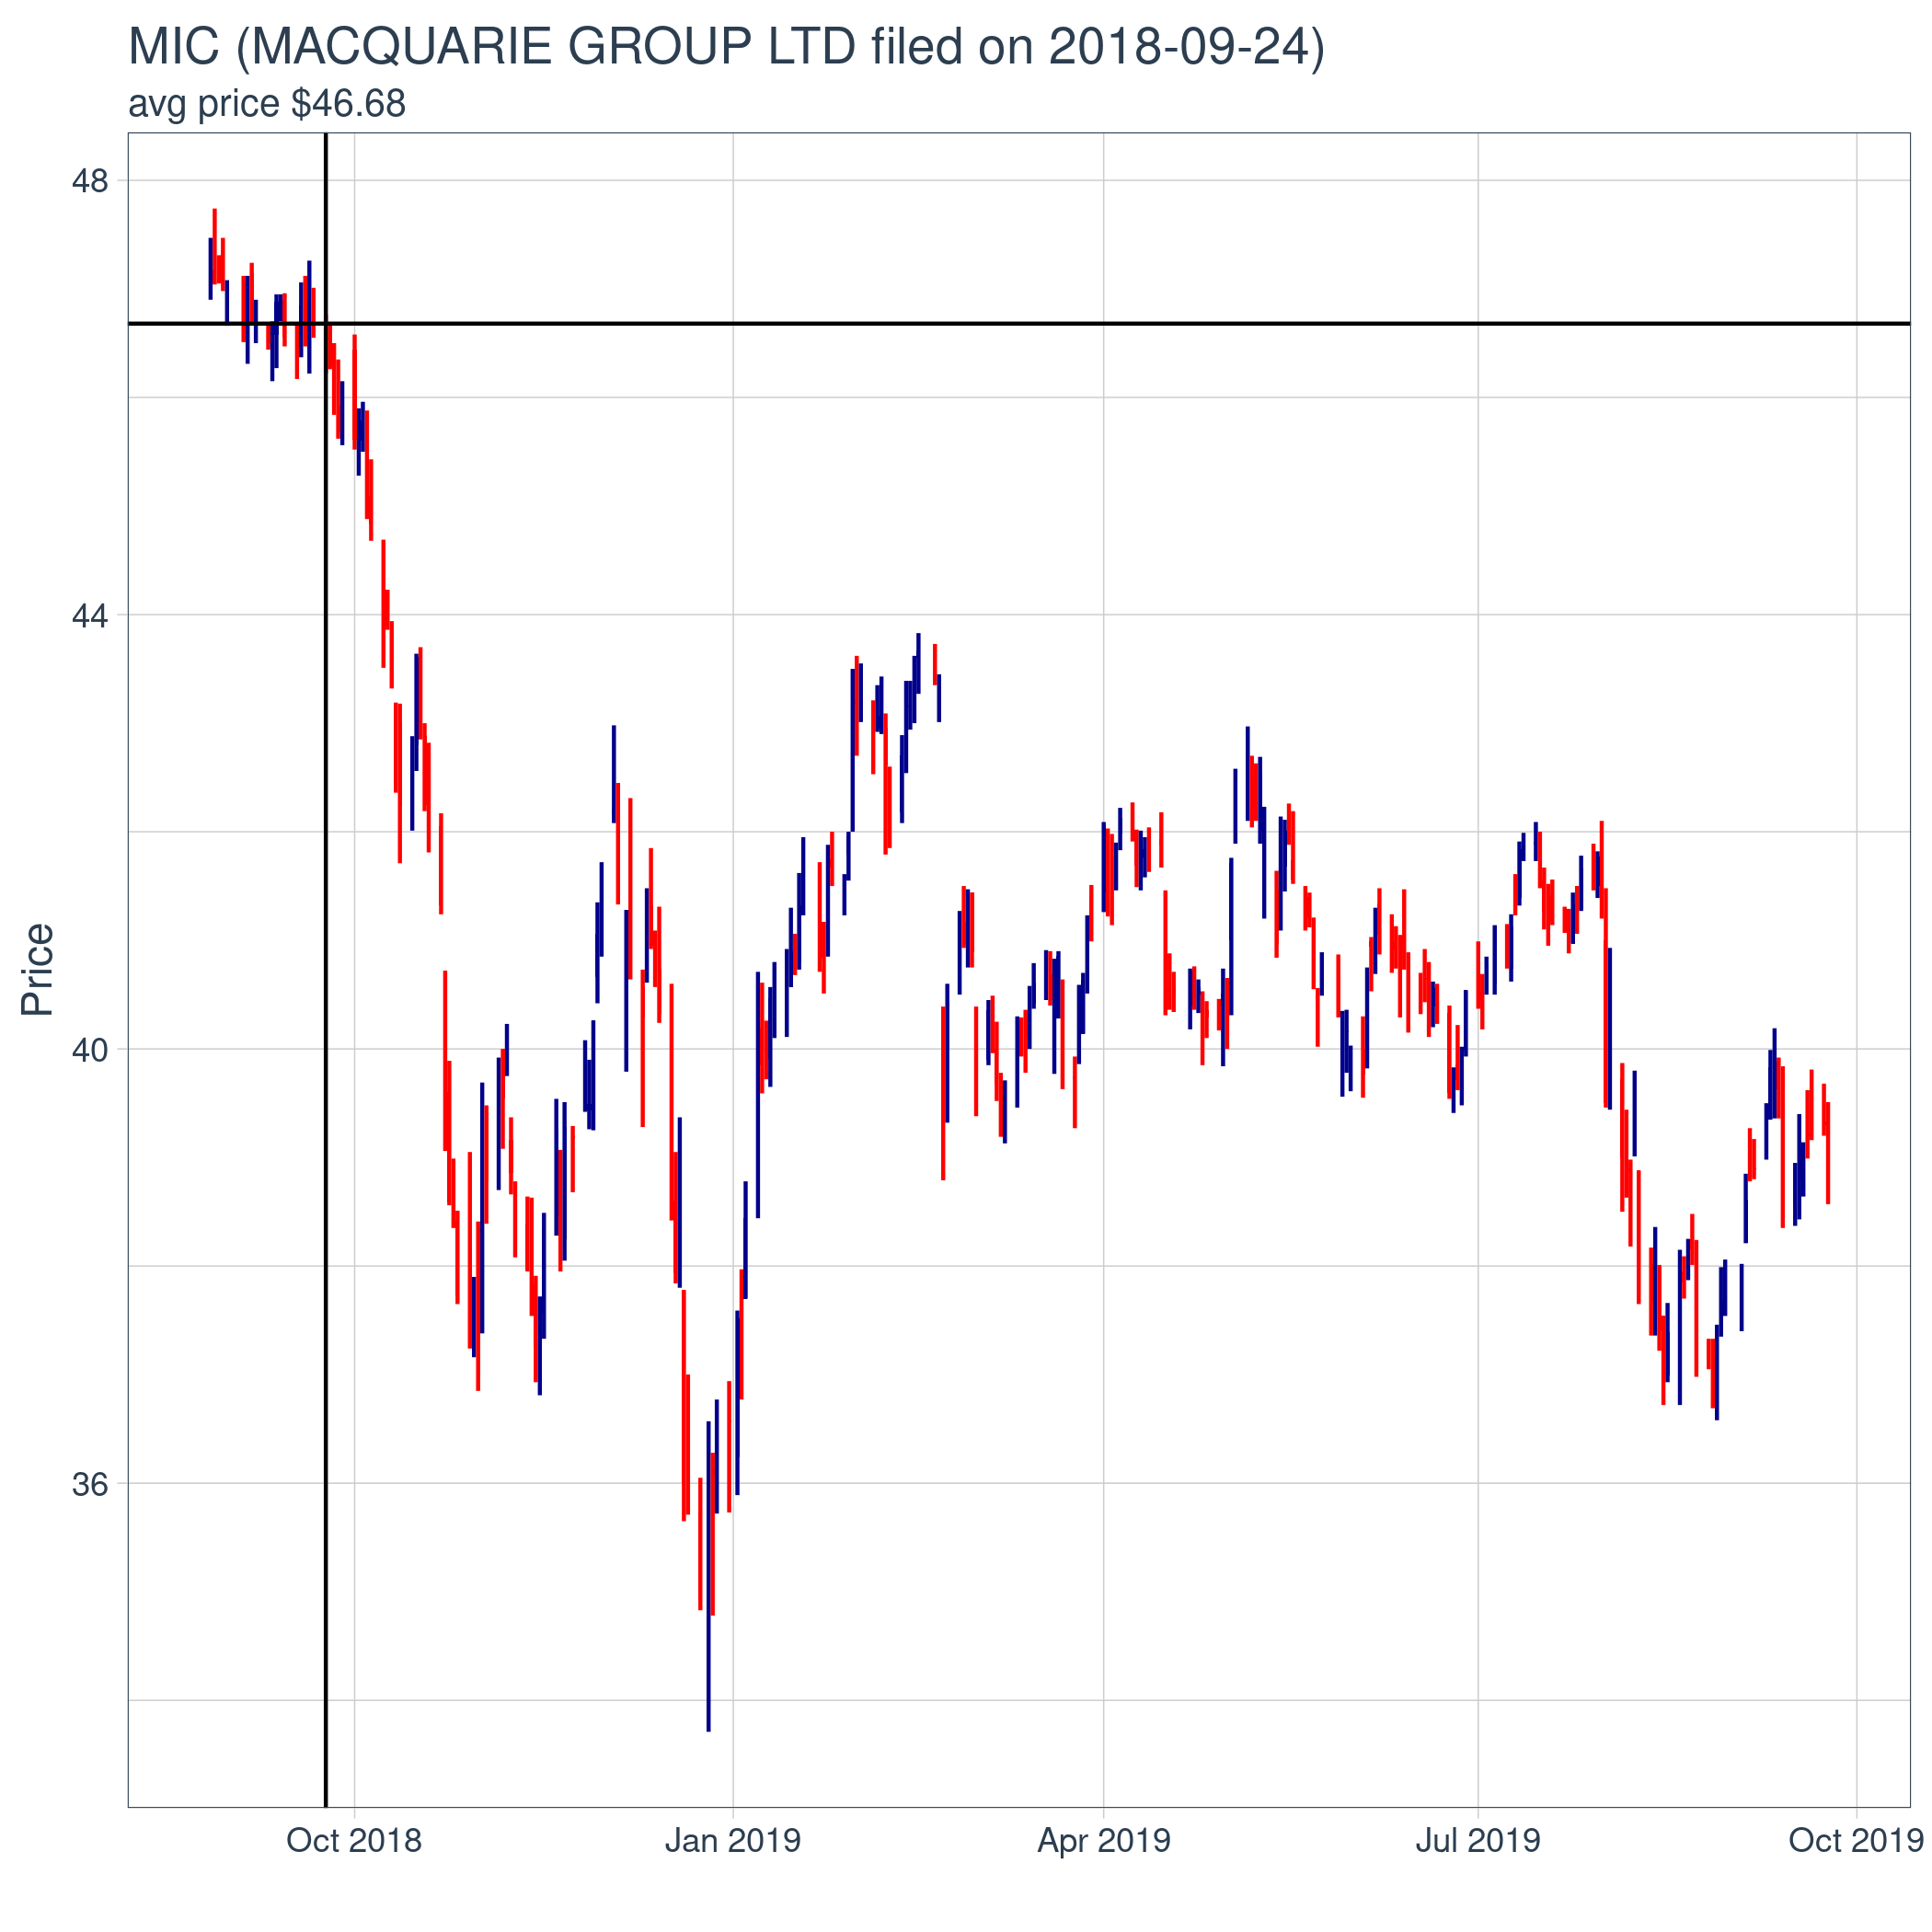 MIC (MACQUARIE GROUP LTD filed on 2018-09-24)
avg price $46.68
48
44
40
36
Price
Oct 2018
Jan 2019
Apr 2019
Jul 2019
Oct 2019